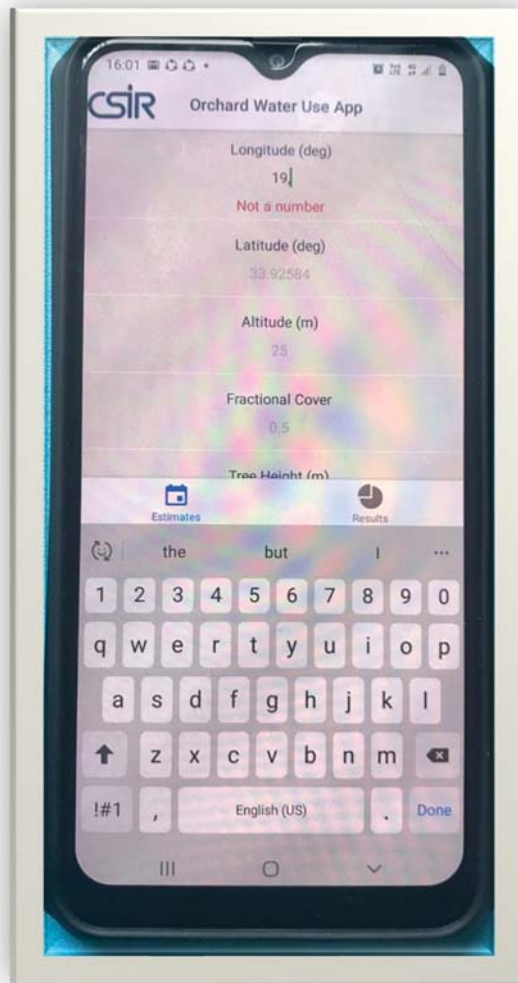 16:01
CSIR Orchard Water Use App
Longitude (deg)
19.
Not a number
Latitude (deg)
33.92584
Altitude (m)
25
Fractional Cover
0.5
Tree Height (m)
Estimates Results
the but I ...
1 2 3 4 5 6 7 8 9 0
q w e r t y u i o p
a s d f g h j k l
z x c v b n m
!#1 , English (US) . Done